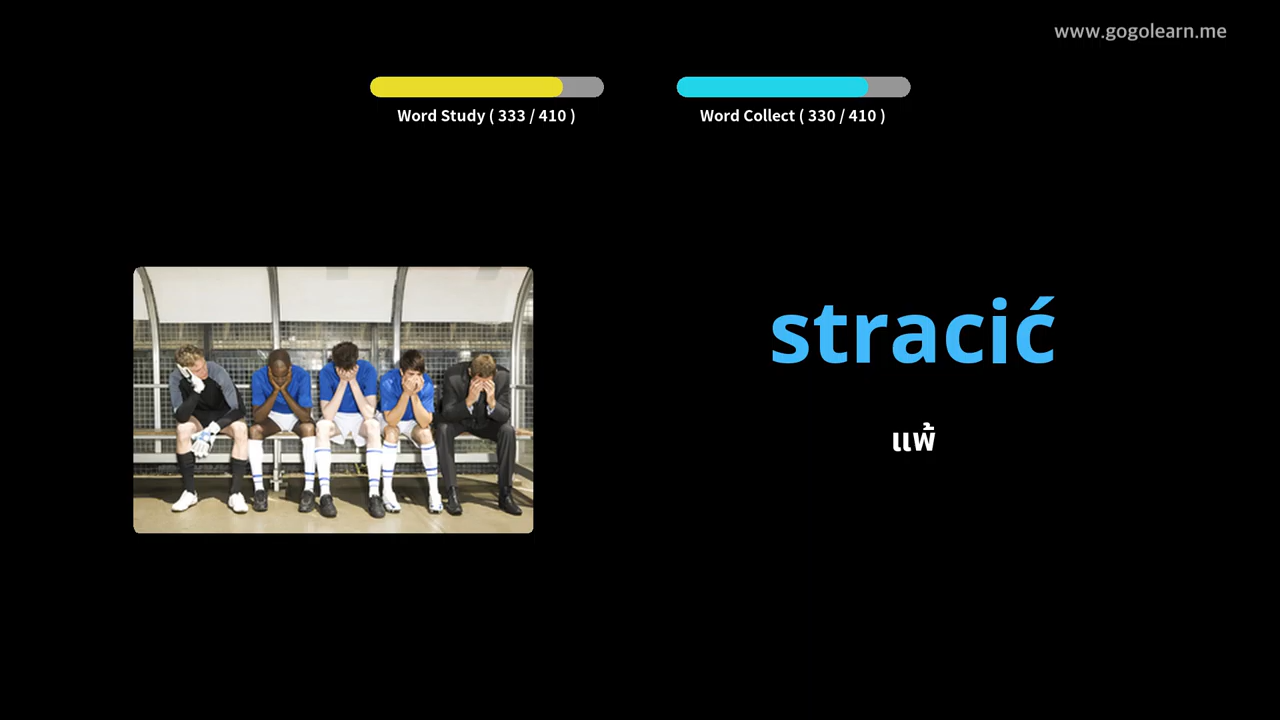 www.gogolearn.me
Word Study ( 333 / 410 )
Word Collect ( 330 / 410 )
stracić
แพ้